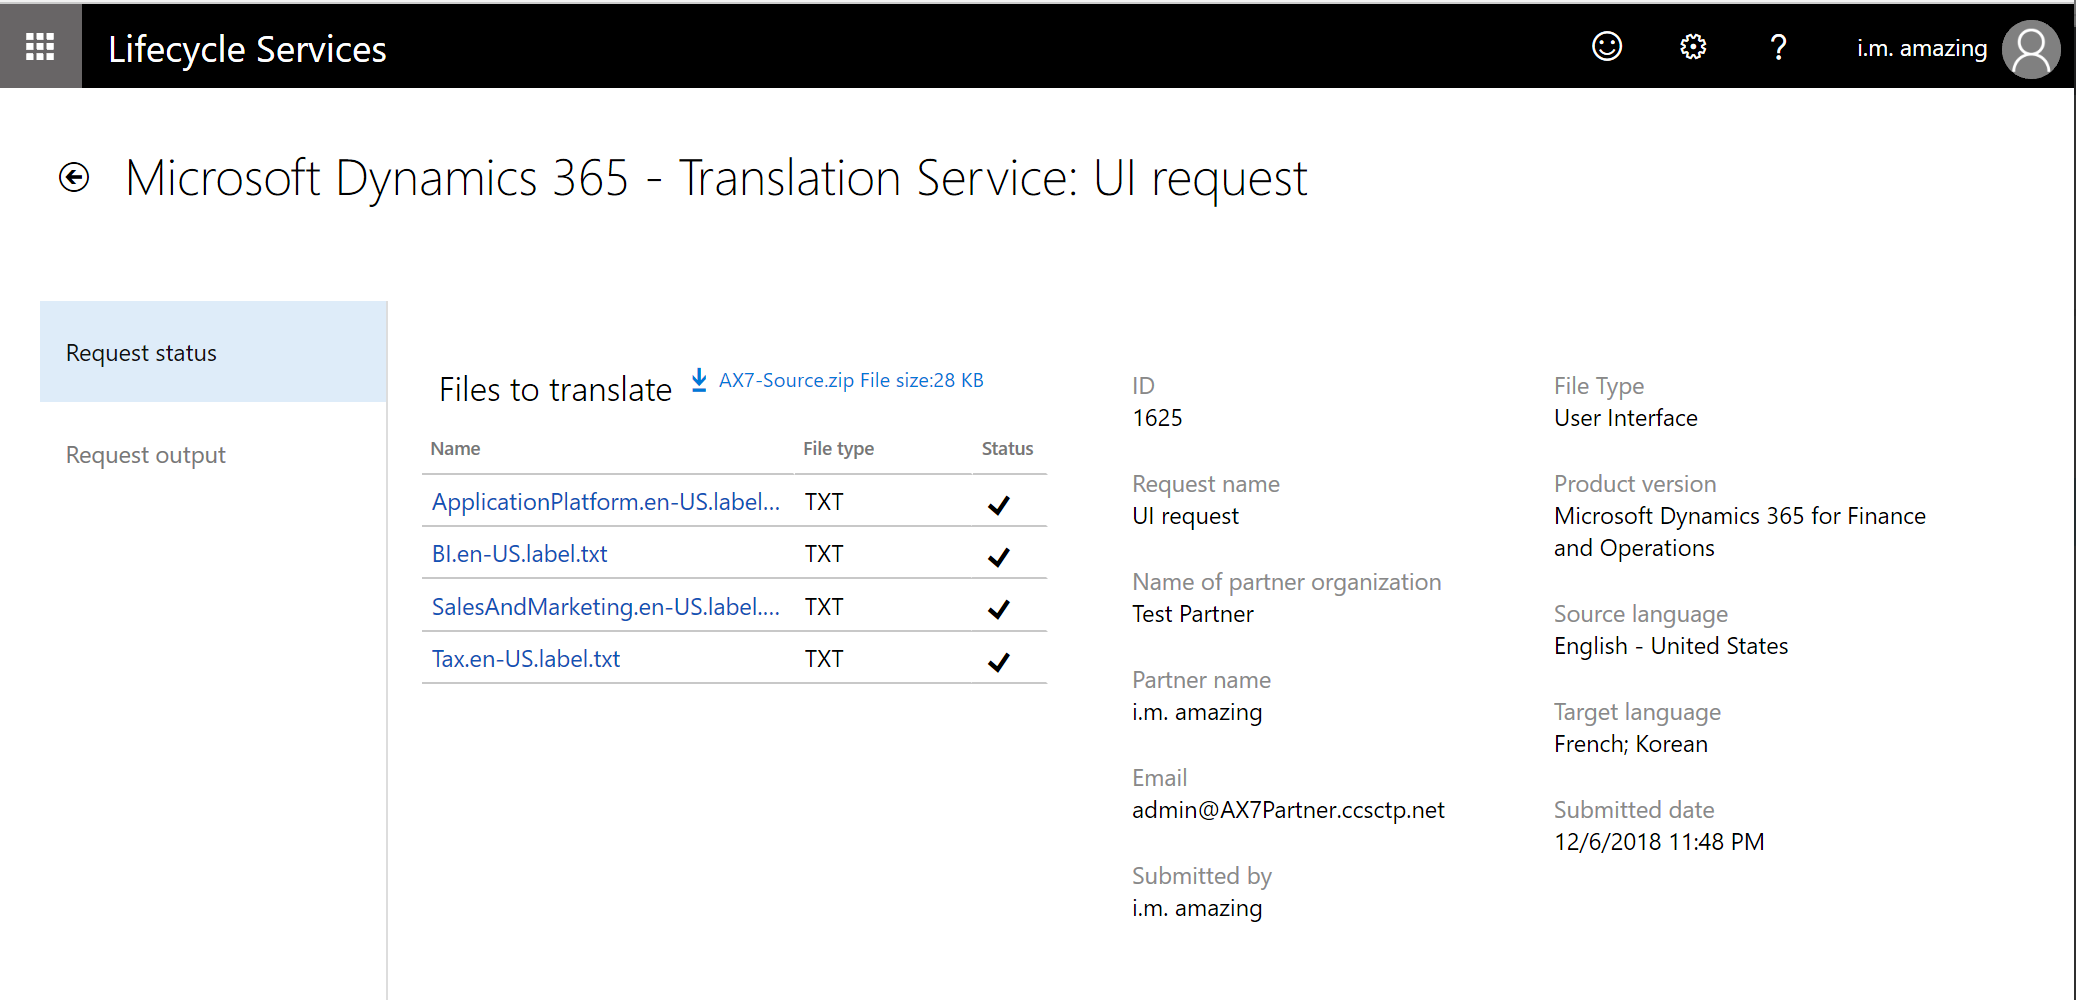 Lifecycle Services
? i.m. amazing
Microsoft Dynamics 365 - Translation Service: UI request
Request status
Request output
Files to translate
AX7-Source.zip File size:28 KB
Name File type Status
ApplicationPlatform.en-US.label... TXT
BI.en-US.label.txt TXT
SalesAndMarketing.en-US.label.... TXT
Tax.en-US.label.txt TXT
ID
1625
Request name
UI request
Name of partner organization
Test Partner
Partner name
i.m. amazing
Email
admin@AX7Partner.ccsctp.net
Submitted by
i.m. amazing
File Type
User Interface
Product version
Microsoft Dynamics 365 for Finance
and Operations
Source language
English - United States
Target language
French; Korean
Submitted date
12/6/2018 11:48 PM